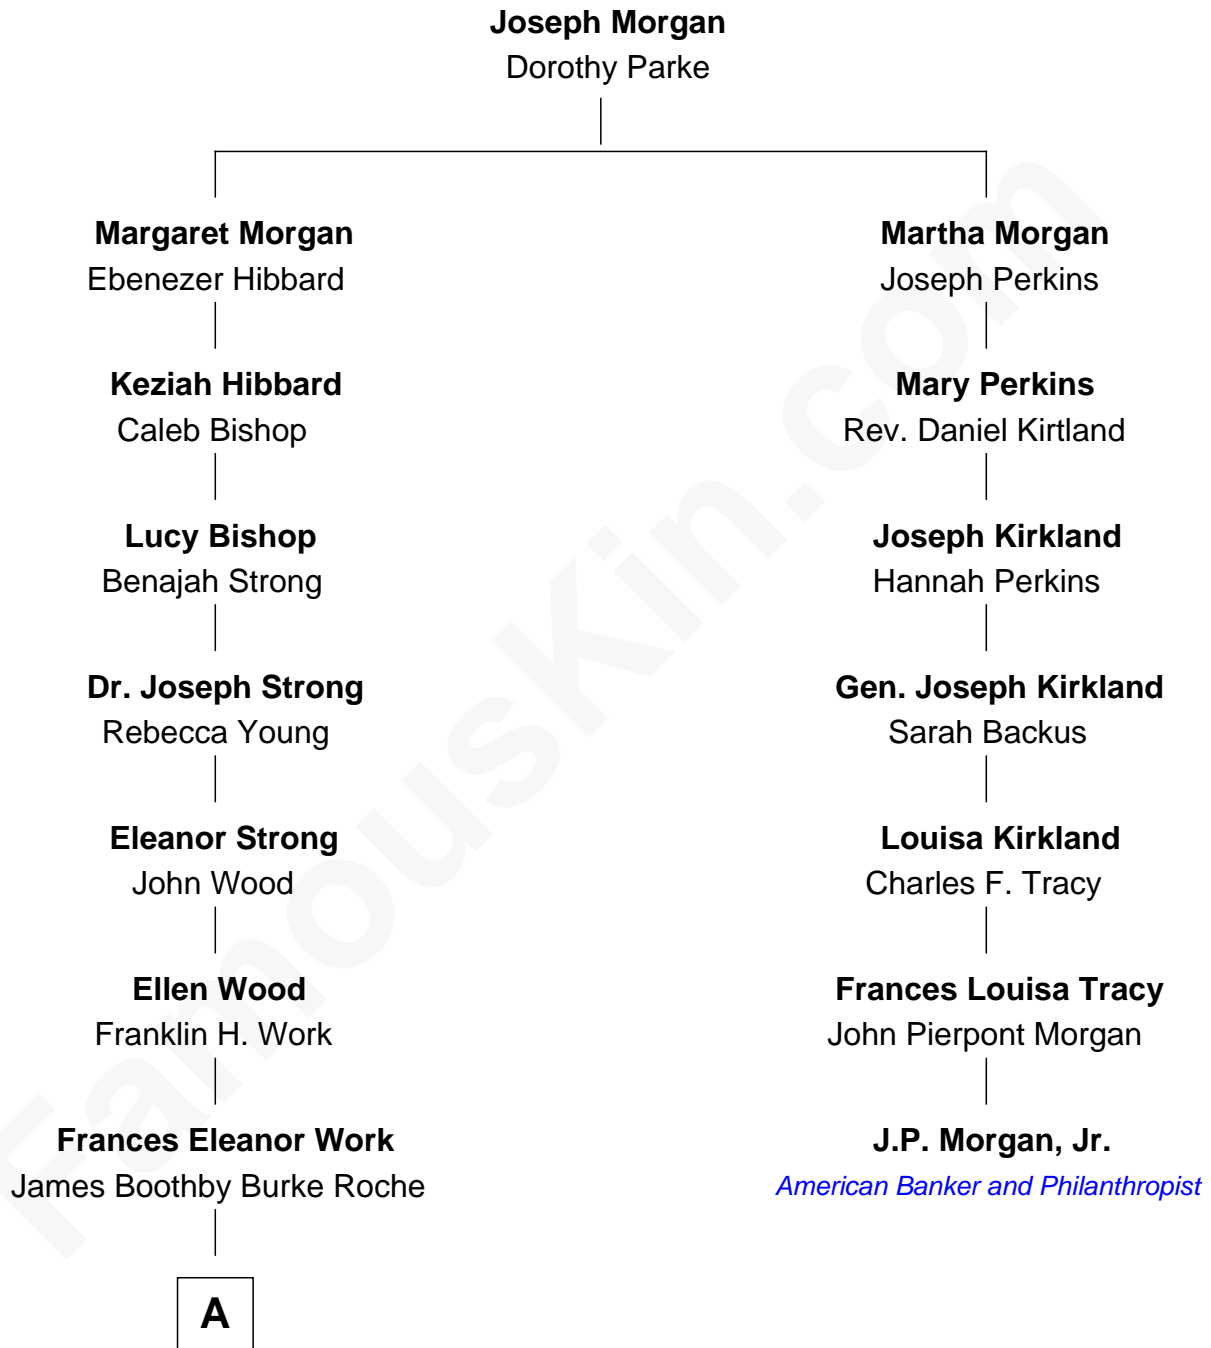 Joseph Morgan
Dorothy Parke
Margaret Morgan
Ebenezer Hibbard
Martha Morgan
Joseph Perkins
Keziah Hibbard
Caleb Bishop
Mary Perkins
Rev. Daniel Kirtland
Lucy Bishop
Benajah Strong
Joseph Kirkland
Hannah Perkins
Dr. Joseph Strong
Rebecca Young
Gen. Joseph Kirkland
Sarah Backus
Eleanor Strong
John Wood
Louisa Kirkland
Charles F. Tracy
Ellen Wood
Franklin H. Work
Frances Louisa Tracy
John Pierpont Morgan
Frances Eleanor Work
James Boothby Burke Roche
J.P. Morgan, Jr.
American Banker and Philanthropist
A
FamousKin.com